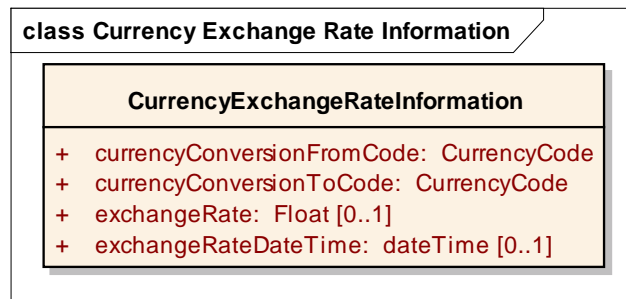 class Currency Exchange Rate Information
CurrencyExchangeRateInformation
+ currencyConversionFromCode: CurrencyCode
+ currencyConversionToCode: CurrencyCode
+ exchangeRate: Float [0..1]
+ exchangeRateDateTime: dateTime [0..1]